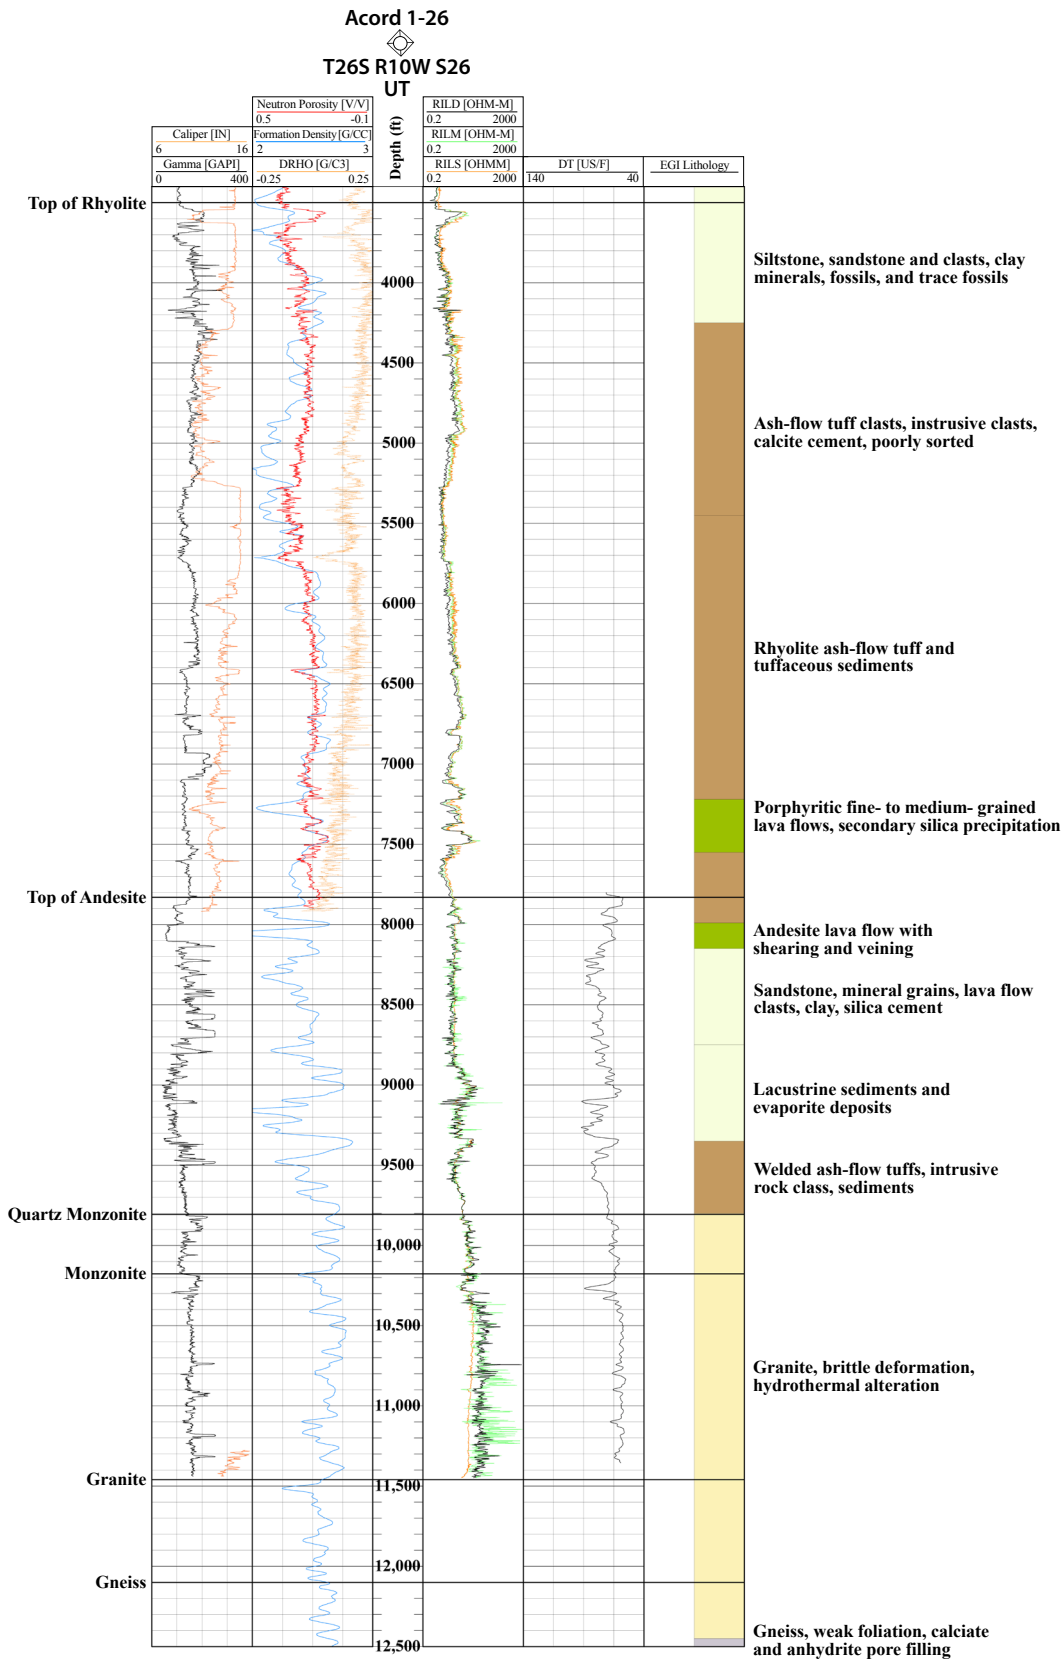 Acord 1-26
T26S R10W S26
UT
Neutron Porosity [V/V]
0.5 -0.1
RILD [OHM-M]
0.2 2000
Caliper [IN]
6 16
Formation Density [G/CC]
2 3
RILM [OHM-M]
0.2 2000
Gamma [GAPI]
0 400
DRHO [G/C3]
-0.25 0.25
Depth (ft)
RILS [OHMM]
0.2 2000
DT [US/F]
140 40
EGI Lithology
Top of Rhyolite
Siltstone, sandstone and clasts, clay
minerals, fossils, and trace fossils
4000
4500
Ash-flow tuff clasts, instrusive clasts,
calcite cement, poorly sorted
5000
5500
6000
Rhyolite ash-flow tuff and
tuffaceous sediments
6500
7000
Porphyritic fine- to medium- grained
lava flows, secondary silica precipitation
7500
Top of Andesite
8000
Andesite lava flow with
shearing and veining
Sandstone, mineral grains, lava flow
clasts, clay, silica cement
8500
9000
Lacustrine sediments and
evaporite deposits
9500
Welded ash-flow tuffs, intrusive
rock class, sediments
Quartz Monzonite
10,000
Monzonite
10,500
Granite, brittle deformation,
hydrothermal alteration
11,000
Granite
11,500
12,000
Gneiss
12,500
Gneiss, weak foliation, calciate
and anhydrite pore filling